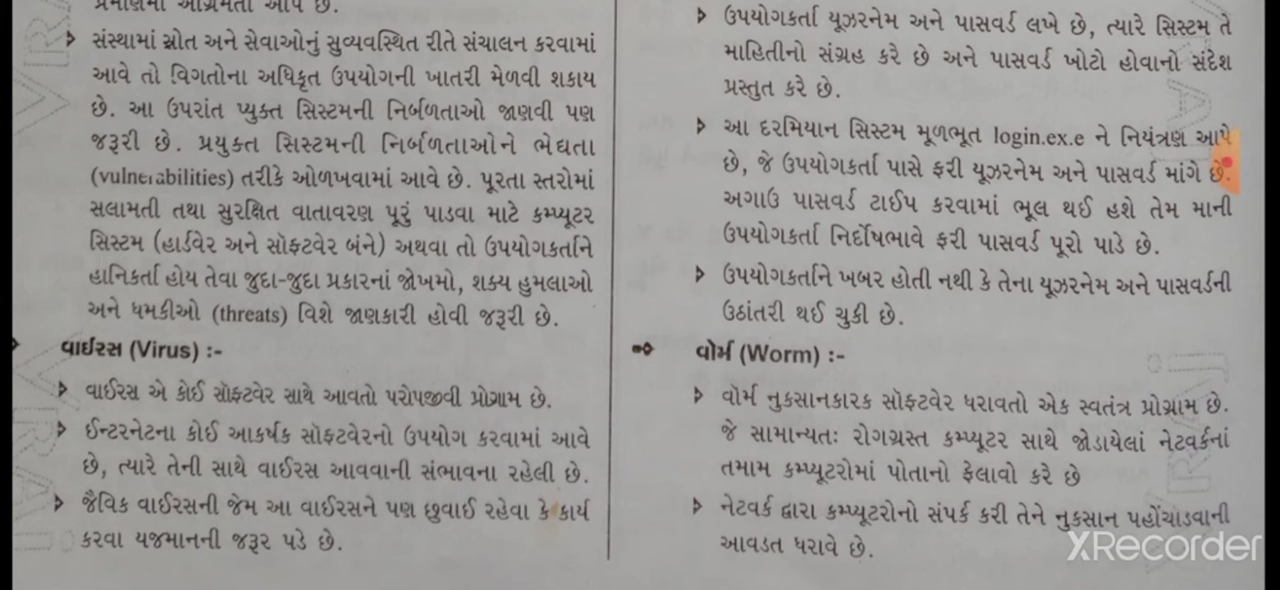 પ્રમાણમાં અગ્રિમતા આપે છે.
સંસ્થામાં સ્રોત અને સેવાઓનું સુવ્યવસ્થિત રીતે સંચાલન કરવામાં
આવે તો વિગતોના અધિકૃત ઉપયોગની ખાતરી મેળવી શકાય
છે. આ ઉપરાંત પ્યુક્ત સિસ્ટમની નિર્બળતાઓ જાણવી પણ
જરૂરી છે. પ્રયુક્ત સિસ્ટમની નિર્બળતાઓને ભેદ્યતા
(vulnerabilities) તરીકે ઓળખવામાં આવે છે. પૂરતા સ્તરોમાં
સલામતી તથા સુરક્ષિત વાતાવરણ પૂરું પાડવા માટે કમ્પ્યૂટર
સિસ્ટમ (હાર્ડવેર અને સૉફ્ટવેર બંને) અથવા તો ઉપયોગકર્તાને
હાનિકર્તા હોય તેવા જુદા-જુદા પ્રકારનાં જોખમો, શક્ય હુમલાઓ
અને ધમકીઓ (threats) વિશે જાણકારી હોવી જરૂરી છે.
વાઇરસ (Virus) :-
વાઈરસ એ કોઈ સૉફ્ટવેર સાથે આવતો પરોપજીવી પ્રોગ્રામ છે.
ઈન્ટરનેટના કોઈ આકર્ષક સૉફ્ટવેરનો ઉપયોગ કરવામાં આવે
છે, ત્યારે તેની સાથે વાઈરસ આવવાની સંભાવના રહેલી છે.
જૈવિક વાઈરસની જેમ આ વાઈરસને પણ છુવાઈ રહેવા કે કાર્ય
કરવા યજમાનની જરૂર પડે છે.
ઉપયોગકર્તા યૂઝરનેમ અને પાસવર્ડ લખે છે, ત્યારે સિસ્ટમ તે
માહિતીનો સંગ્રહ કરે છે અને પાસવર્ડ ખોટો હોવાનો સંદેશ
પ્રસ્તુત કરે છે.
આ દરમિયાન સિસ્ટમ મૂળભૂત login.ex.e ને નિયંત્રણ આપે
છે, જે ઉપયોગકર્તા પાસે ફરી યૂઝરનેમ અને પાસવર્ડ માંગે છે.
અગાઉ પાસવર્ડ ટાઈપ કરવામાં ભૂલ થઈ હશે તેમ માની
ઉપયોગકર્તા નિર્દોષભાવે ફરી પાસવર્ડ પૂરો પાડે છે.
ઉપયોગકર્તાને ખબર હોતી નથી કે તેના યૂઝરનેમ અને પાસવર્ડની
ઉઠાંતરી થઈ ચુકી છે.
વોર્મ (Worm) :-
વૉર્મ નુકસાનકારક સૉફ્ટવેર ધરાવતો એક સ્વતંત્ર પ્રોગ્રામ છે.
જે સામાન્યતઃ રોગગ્રસ્ત કમ્પ્યૂટર સાથે જોડાયેલાં નેટવર્કનાં
તમામ કમ્પ્યૂટરોમાં પોતાનો ફેલાવો કરે છે
નેટવર્ક દ્વારા કમ્પ્યૂટરોનો સંપર્ક કરી તેને નુકસાન પહોંચાડવાની
આવડત ધરાવે છે.
XRecorder